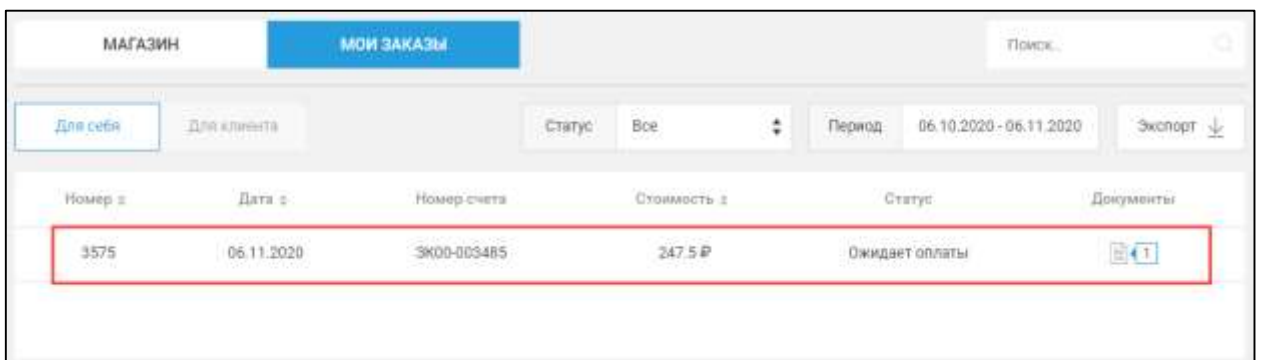 МАГАЗИН МОИ ЗАКАЗЫ Поиск..
Для себя Для клиента Статус Все Период 06.10.2020 - 06.11.2020 Экспорт
Номер Дата Номер счета Стоимость Статус Документы
3575 06.11.2020 ЭК00-003485 247.5 ₽ Ожидает оплаты 1